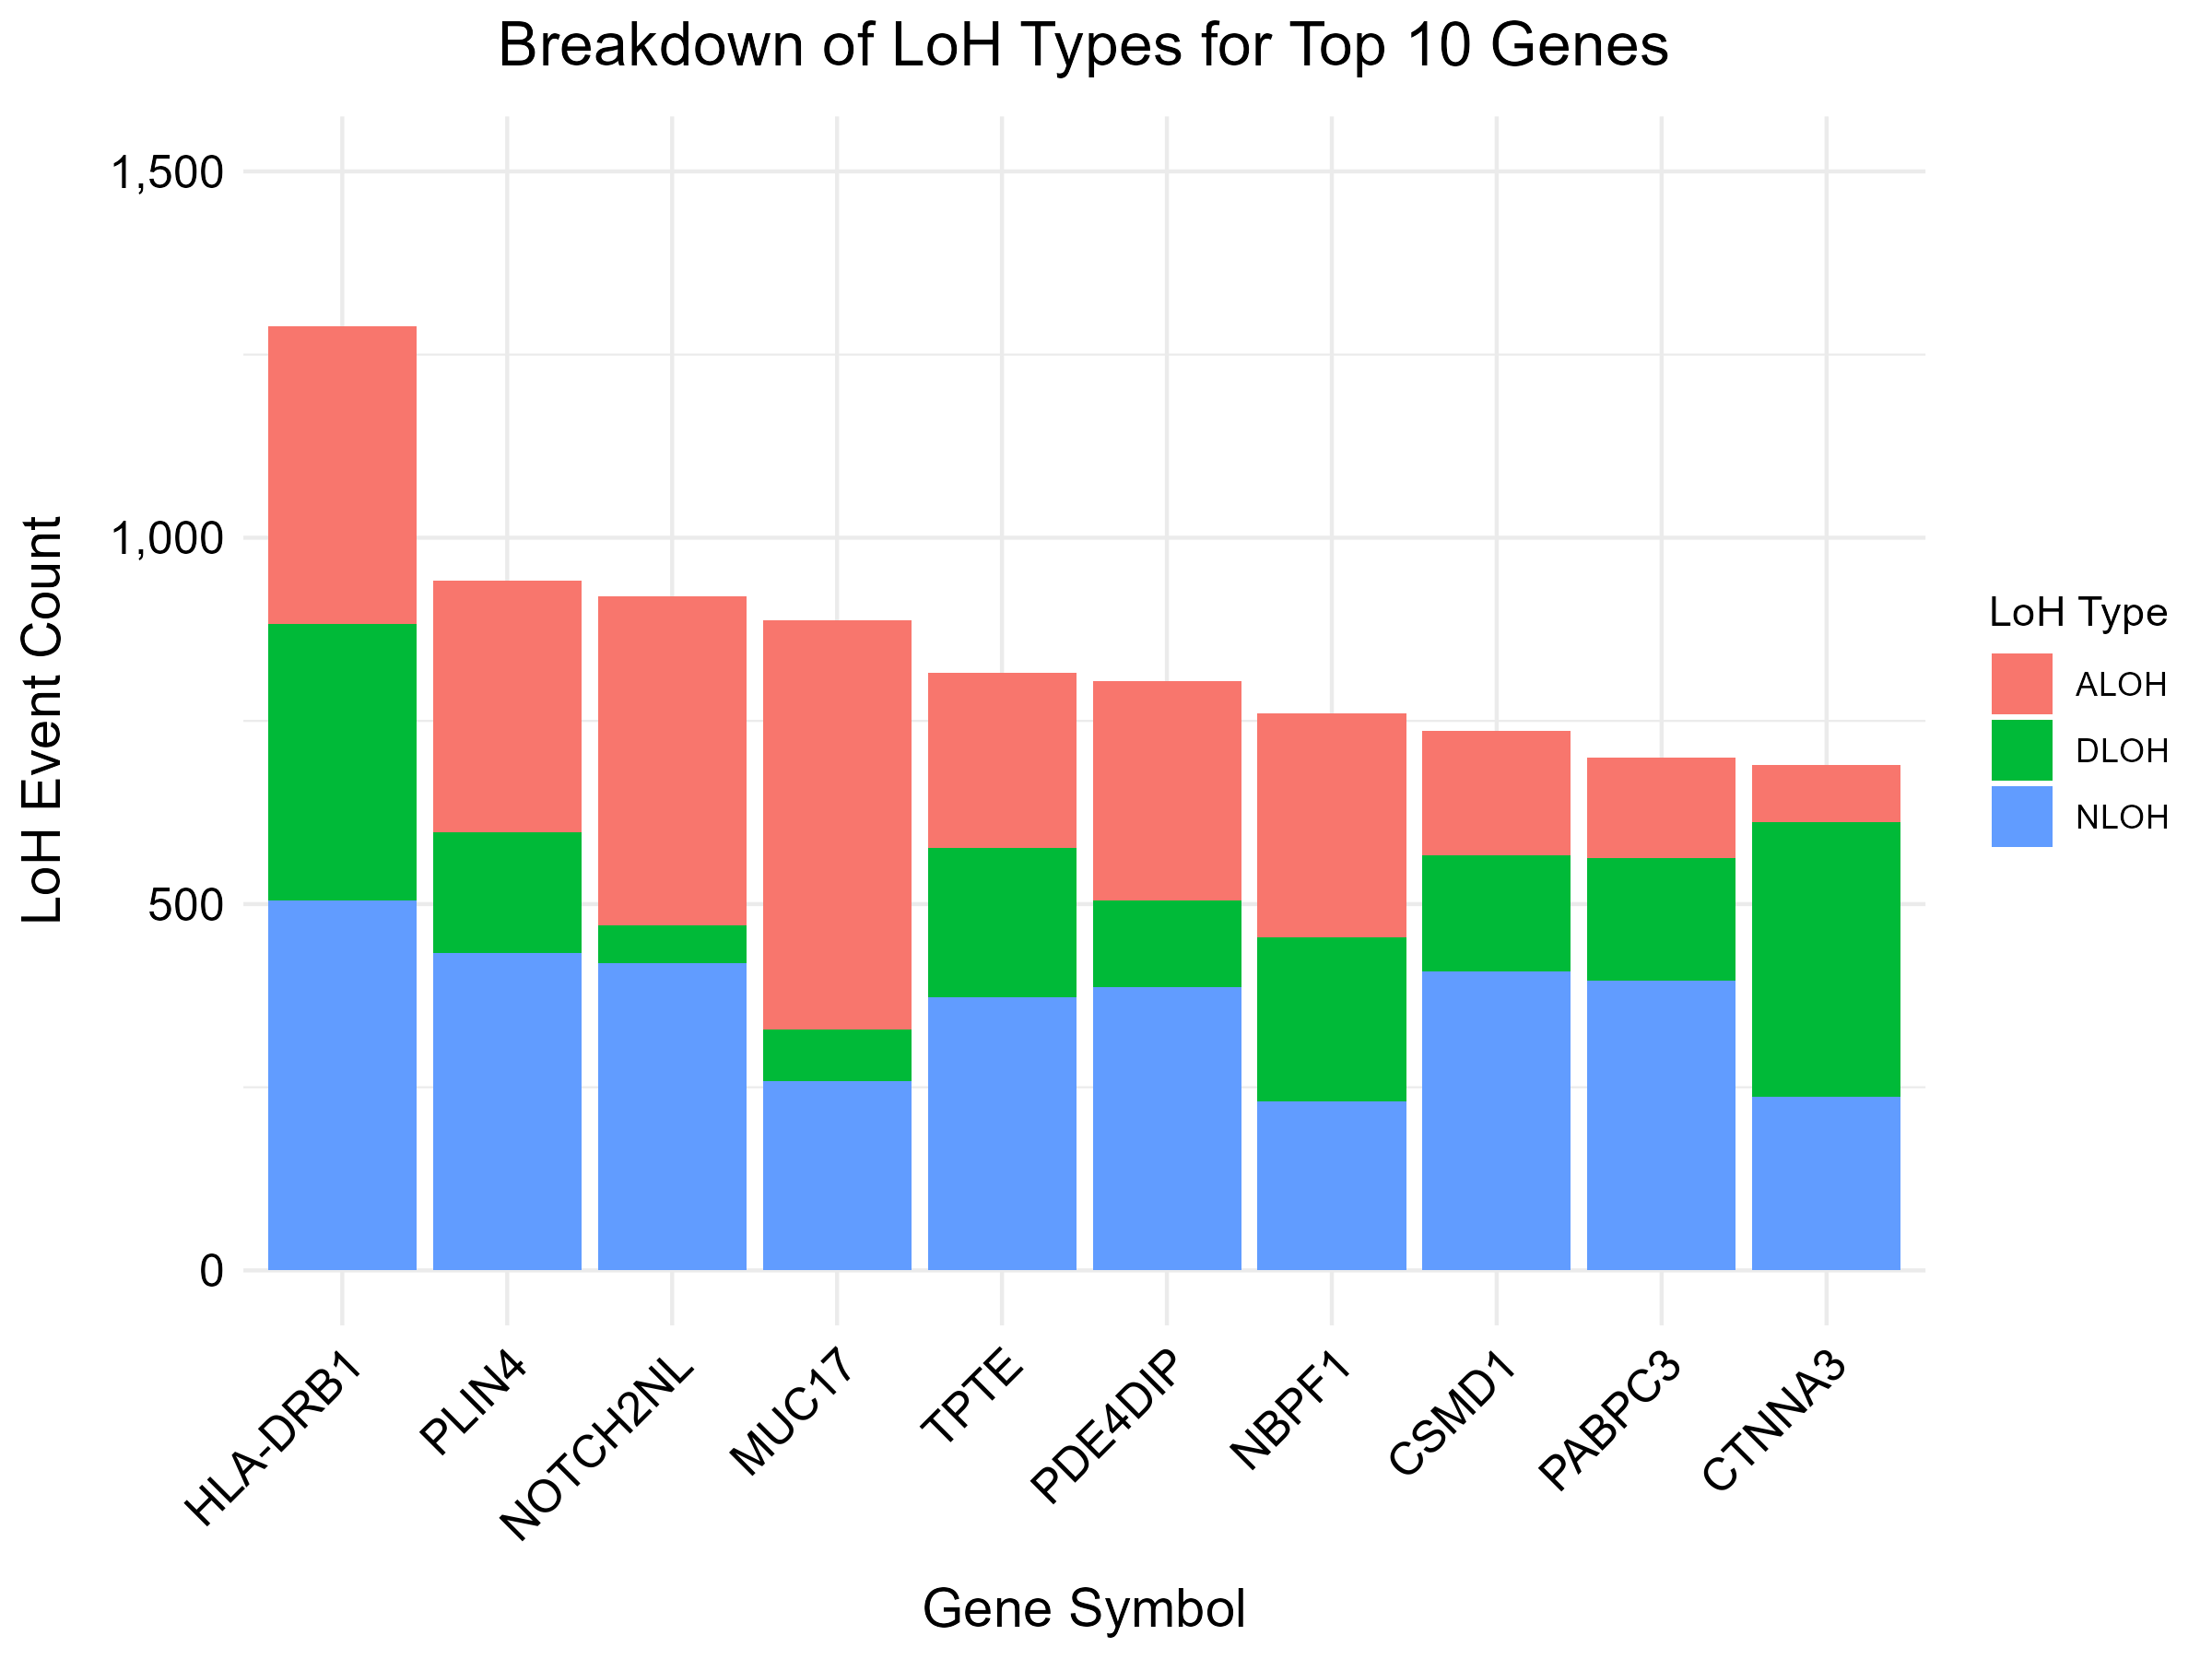 Breakdown of LoH Types for Top 10 Genes
1,500
1,000
500
0
LoH Event Count
HLA-DRB1
PLIN4
NOTCH2NL
MUC17
TPTE
PDE4DIP
NBPF1
CSMD1
PABPC3
CTNNA3
Gene Symbol
LoH Type
ALOH
DLOH
NLOH